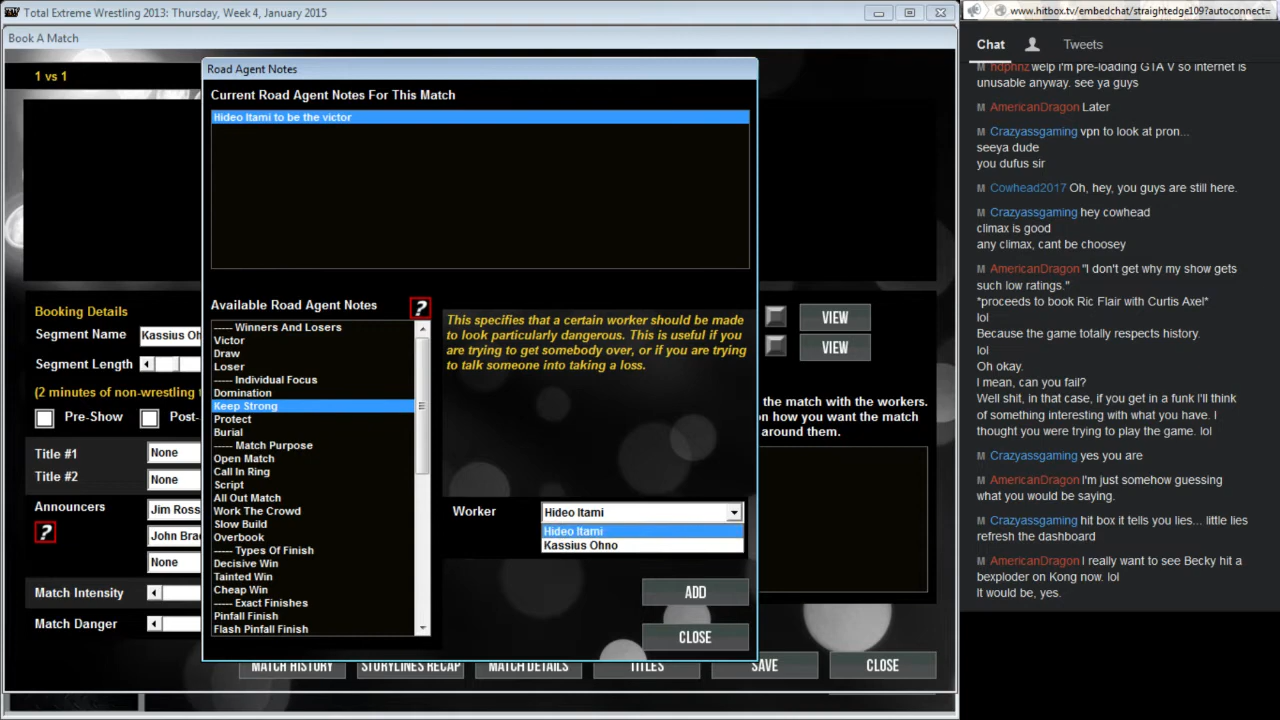 Total Extreme Wrestling 2013: Thursday, Week 4, January 2015
Book A Match
1 vs 1
Road Agent Notes
Current Road Agent Notes For This Match
Hideo Itami to be the victor
Booking Details
Segment Name
Kassius Oh
Segment Length
(2 minutes of non-wrestling
Pre-Show
Post-
Title #1
None
Title #2
None
Announcers
Jim Ross
?
John Bra
None
Match Intensity
Match Danger
Available Road Agent Notes
?
----- Winners And Losers
Victor
Draw
Loser
----- Individual Focus
Domination
Keep Strong
Protect
Burial
----- Match Purpose
Open Match
Call In Ring
Script
All Out Match
Work The Crowd
Slow Build
Overbook
----- Types Of Finish
Decisive Win
Tainted Win
Cheap Win
----- Exact Finishes
Pinfall Finish
Flash Pinfall Finish
This specifies that a certain worker should be made
to look particularly dangerous. This is useful if you
are trying to get somebody over, or if you are trying
to talk someone into taking a loss.
Worker
Hideo Itami
Hideo Itami
Kassius Ohno
ADD
CLOSE
VIEW
VIEW
the match with the workers.
on how you want the match
around them.
MATCH HISTORY
STORYLINES RECAP
MATCH DETAILS
TITLES
SAVE
CLOSE
www.hitbox.tv/embedchat/straightedge109?autoconnect=
Chat
Tweets
M hdphnz welp I'm pre-loading GTA V so internet is
unusable anyway. see ya guys
M AmericanDragon Later
M Crazyassgaming vpn to look at pron...
seeya dude
you dufus sir
M Cowhead2017 Oh, hey, you guys are still here.
M Crazyassgaming hey cowhead
climax is good
any climax, cant be choosey
M AmericanDragon "I don't get why my show gets
such low ratings."
*proceeds to book Ric Flair with Curtis Axel*
lol
Because the game totally respects history.
lol
Oh okay.
I mean, can you fail?
Well shit, in that case, if you get in a funk I'll think
of something interesting with what you have. I
thought you were trying to play the game. lol
M Crazyassgaming yes you are
M AmericanDragon I'm just somehow guessing
what you would be saying.
M Crazyassgaming hit box it tells you lies... little lies
refresh the dashboard
M AmericanDragon I really want to see Becky hit a
bexploder on Kong now. lol
It would be, yes.